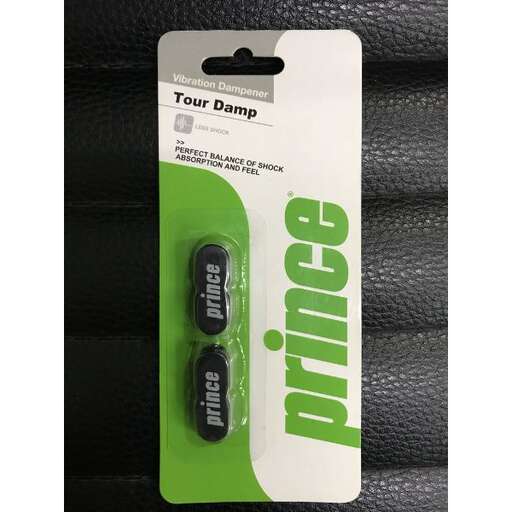 Vibration Dampener
Tour Damp
LESS SHOCK
>>
PERFECT BALANCE OF SHOCK
ABSORPTION AND FEEL
prince®
prince
prince